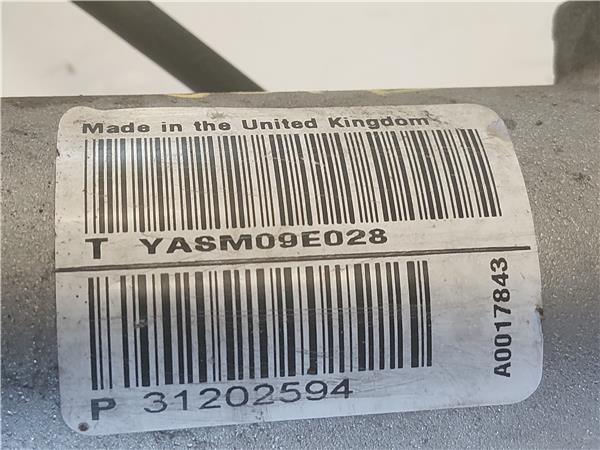 Made in the United Kingdom
T YASM09E028
P 31202594
A0017843